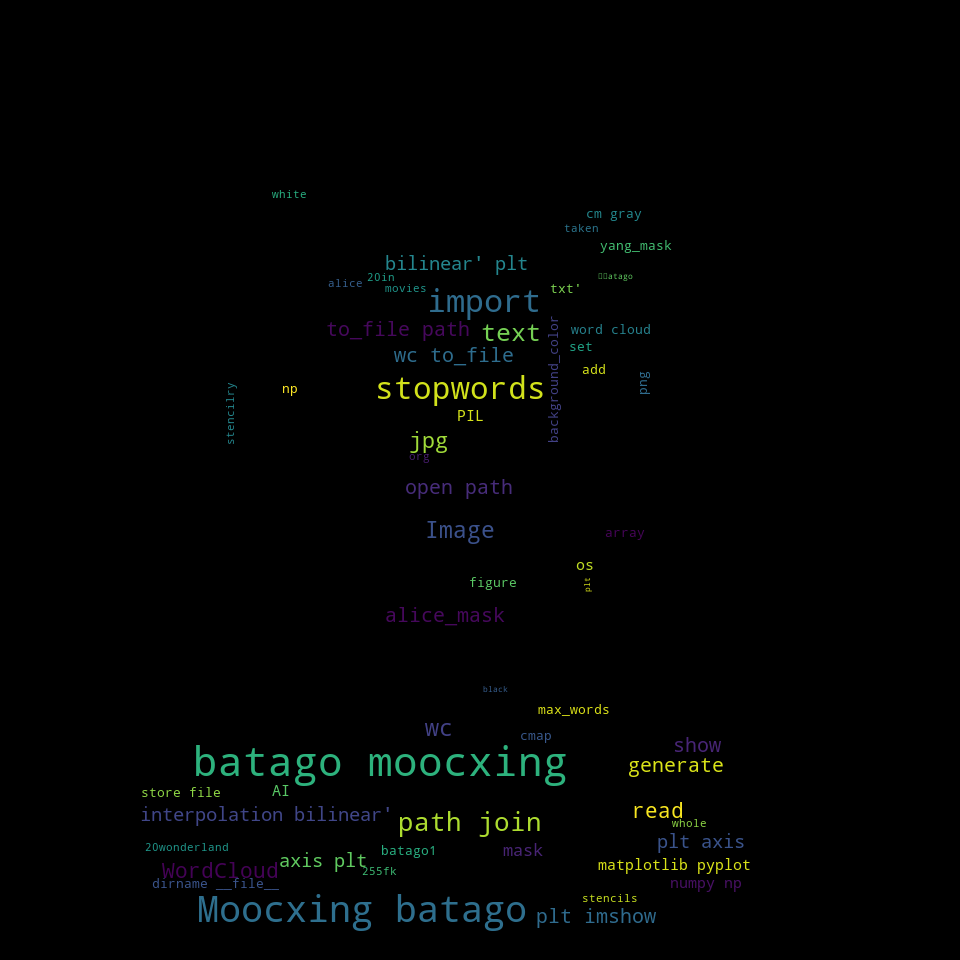 white
cm gray
taken
yang_mask
bilinear' plt
20in
atago
alice
movies
txt'
import
to_file path
text
word cloud
background_color
set
wc to_file
add
stopwords
png
np
stencilry
PIL
jpg
org
open path
Image
array
os
figure
plt
alice_mask
black
max_words
wc
cmap
show
batago moocxing
generate
store file
AI
interpolation bilinear'
read
path join
whole
plt axis
20wonderland
batago1
mask
axis plt
matplotlib pyplot
WordCloud
255fk
dirname __file__
numpy np
stencils
Moocxing batago
plt imshow